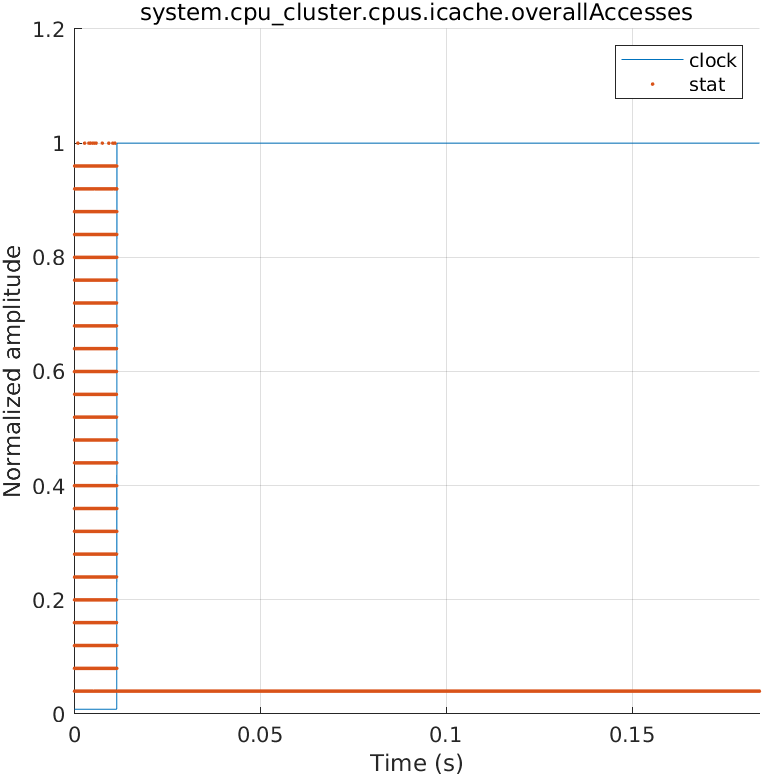 system.cpu_cluster.cpus.icache.overallAccesses
clock
stat
Normalized amplitude
1.2
1
0.8
0.6
0.4
0.2
0
0 0.05 0.1 0.15
Time (s)